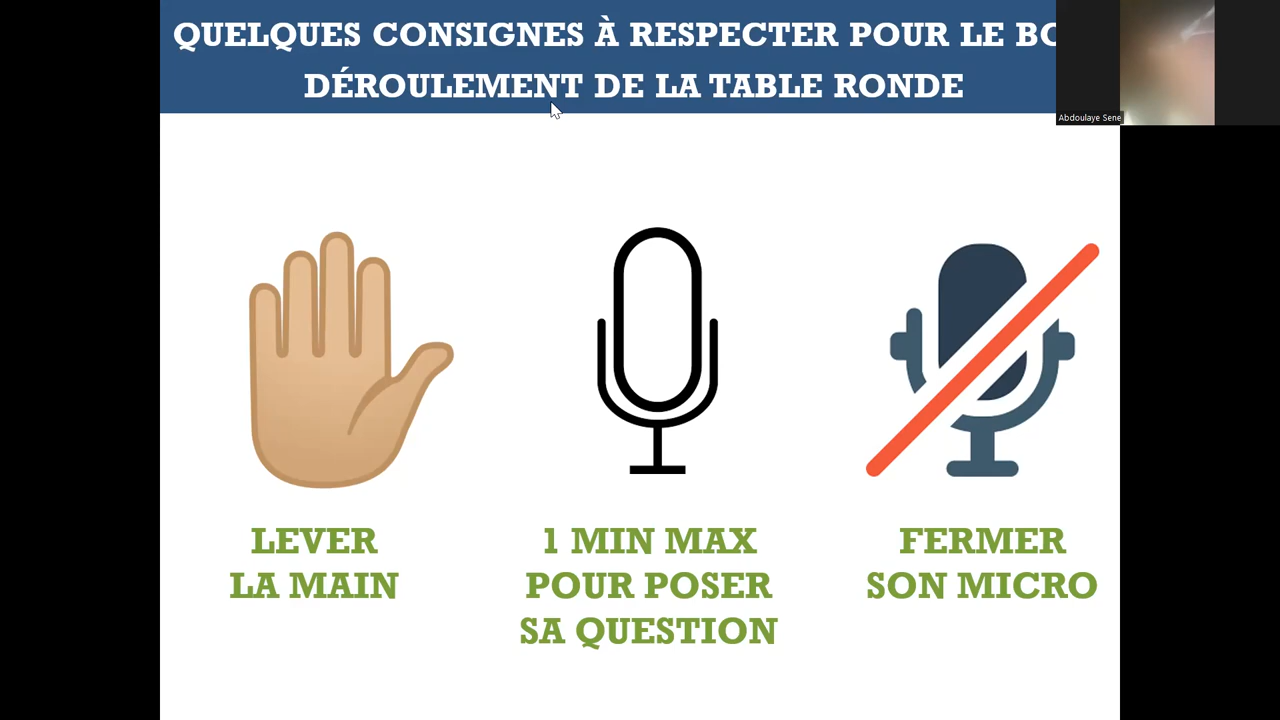 QUELQUES CONSIGNES À RESPECTER POUR LE
DÉROULEMENT DE LA TABLE RONDE
Abdoulaye Sene
LEVER
LA MAIN
1 MIN MAX
POUR POSER
SA QUESTION
FERMER
SON MICRO